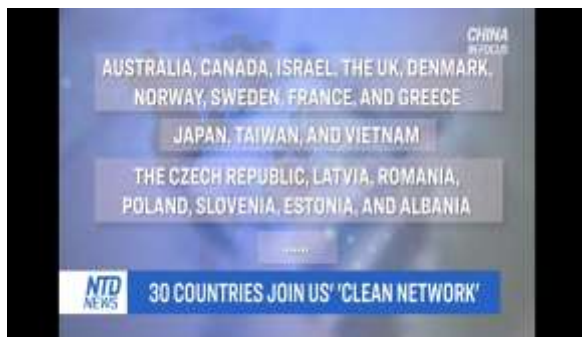 CHINA
IN FOCUS
AUSTRALIA, CANADA, ISRAEL, THE UK, DENMARK,
NORWAY, SWEDEN, FRANCE, AND GREECE
JAPAN, TAIWAN, AND VIETNAM
THE CZECH REPUBLIC, LATVIA, ROMANIA,
POLAND, SLOVENIA, ESTONIA, AND ALBANIA
......
NTD
NEWS
30 COUNTRIES JOIN US' 'CLEAN NETWORK'